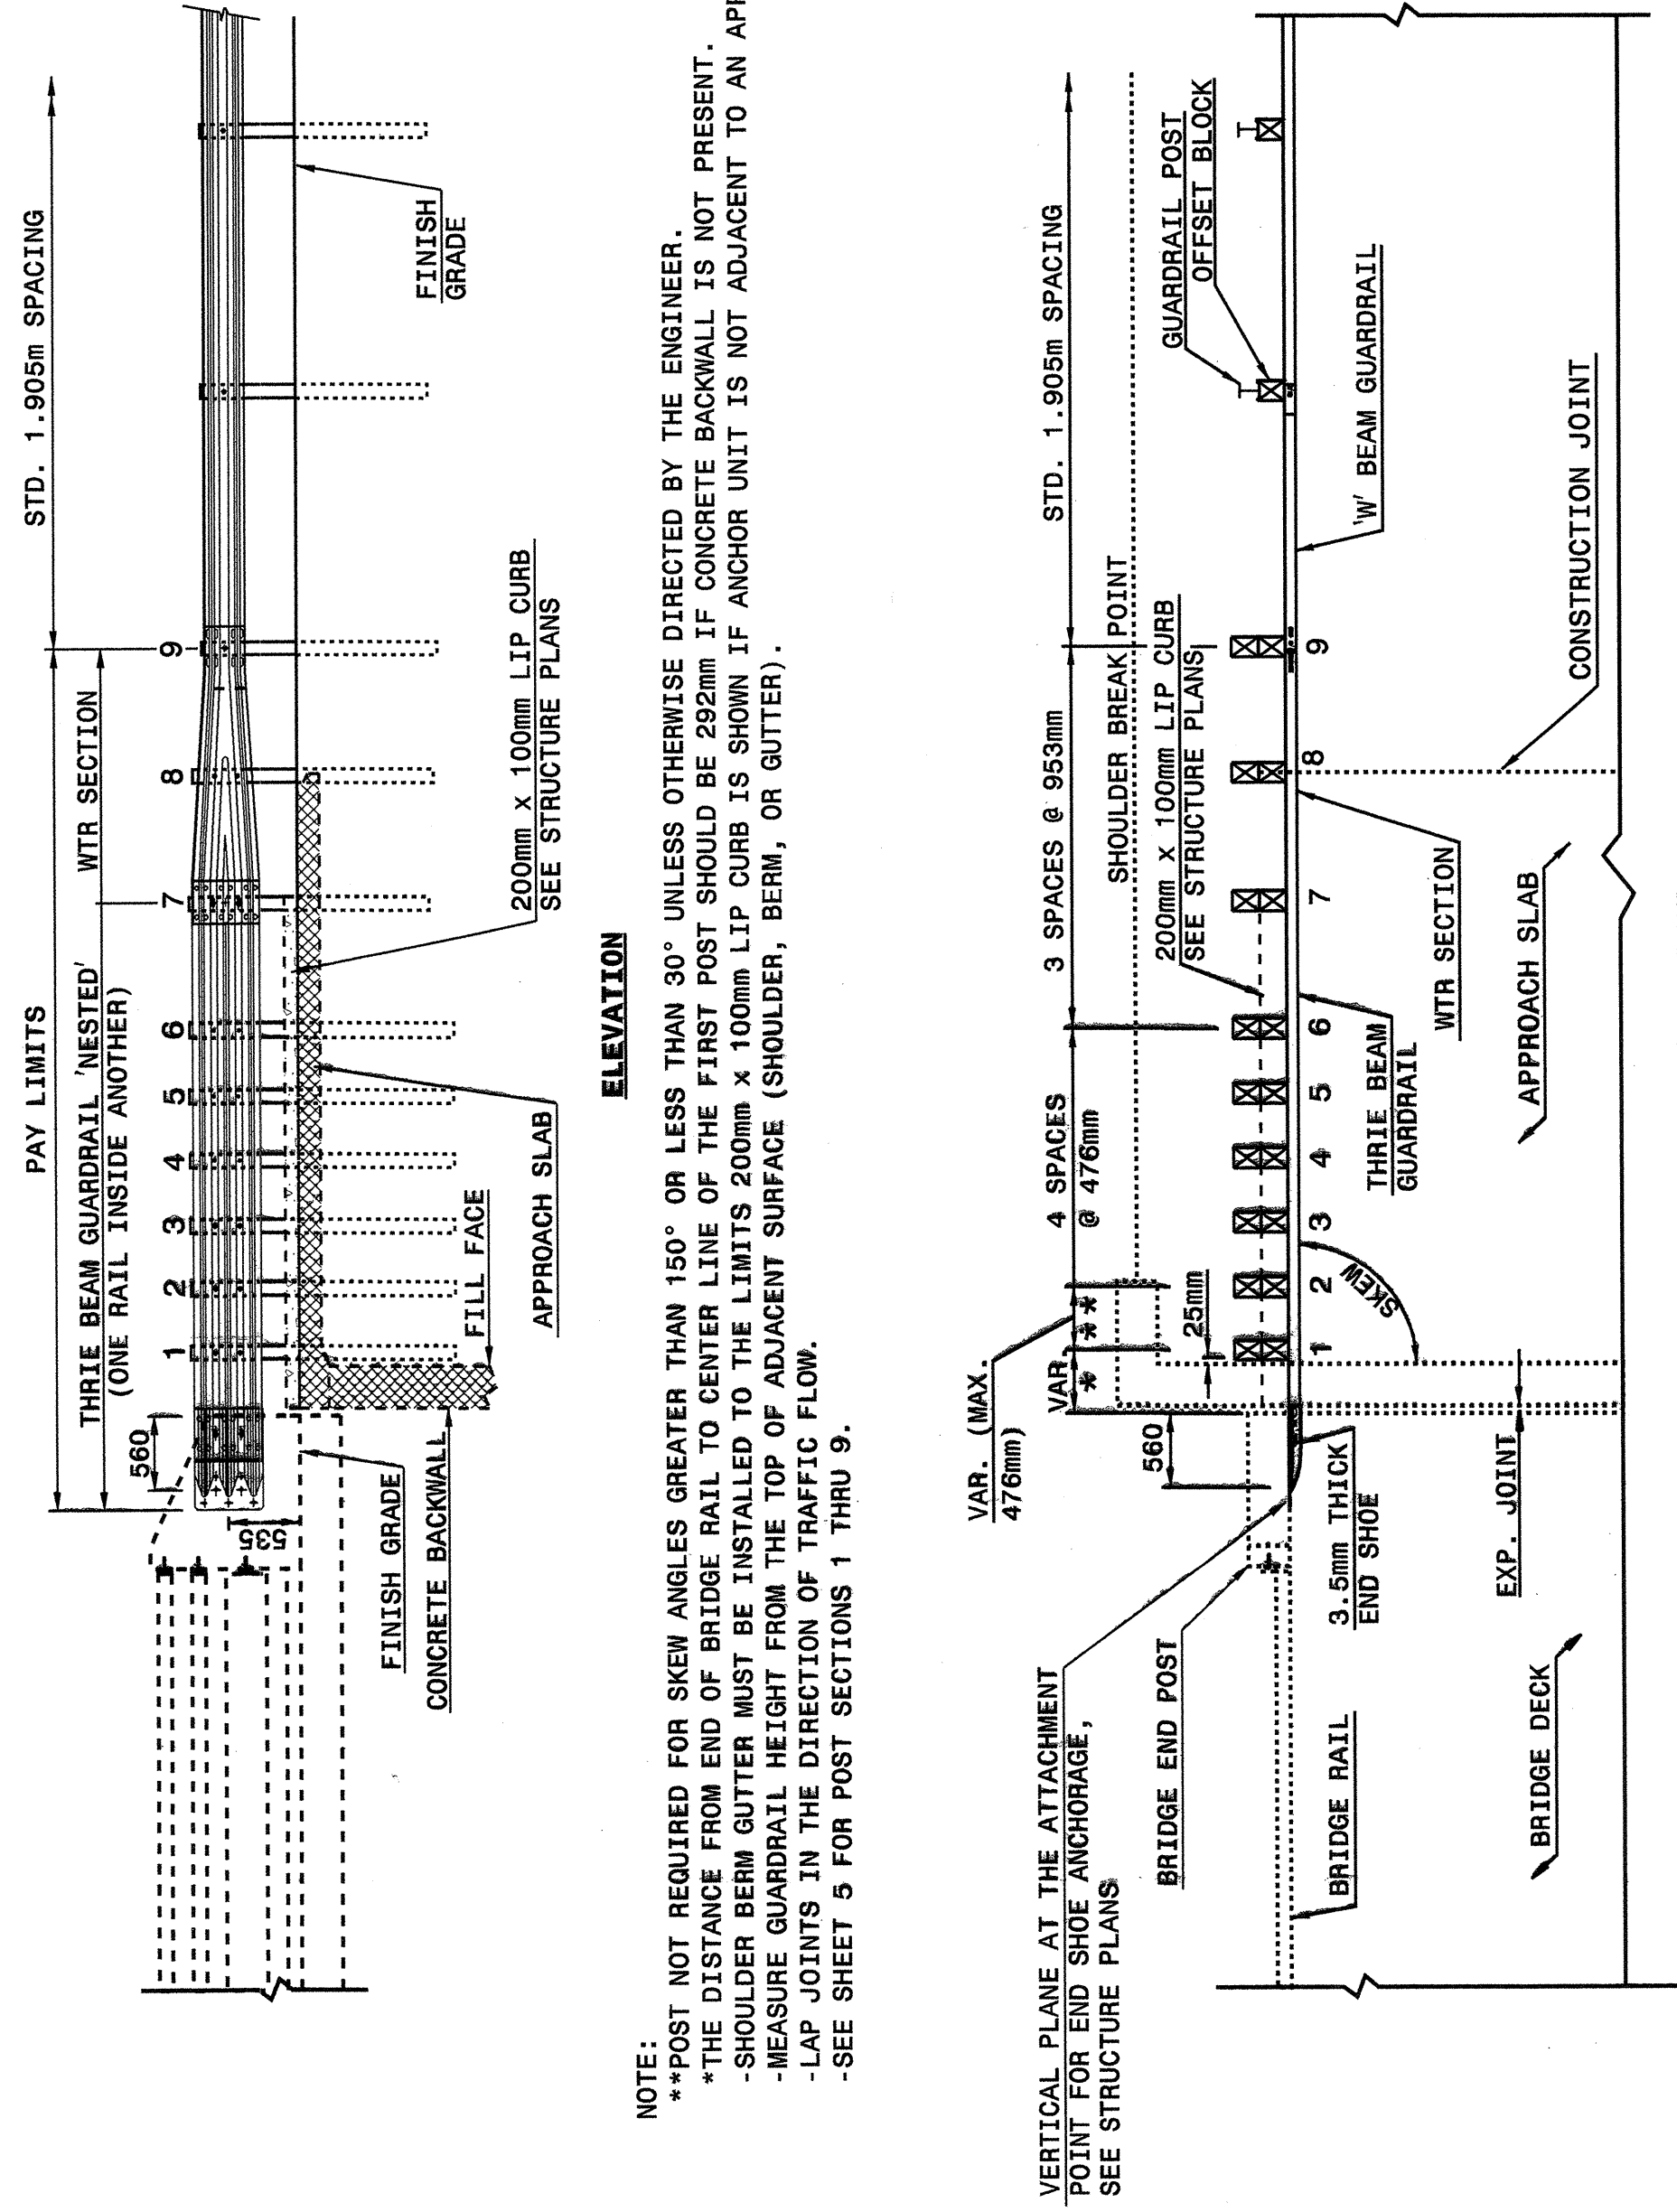 STD. 1.905m SPACING
PAY LIMITS
WTR SECTION
THRIE BEAM GUARDRAIL 'NESTED'
(ONE RAIL INSIDE ANOTHER)
560
1
2
3
4
5
6
7
8
9
535
FINISH GRADE
CONCRETE BACKWALL
FILL FACE
APPROACH SLAB
200mm x 100mm LIP CURB
SEE STRUCTURE PLANS
FINISH
GRADE
ELEVATION
NOTE:
**POST NOT REQUIRED FOR SKEW ANGLES GREATER THAN 150° OR LESS THAN 30° UNLESS OTHERWISE DIRECTED BY THE ENGINEER.
*THE DISTANCE FROM END OF BRIDGE RAIL TO CENTER LINE OF THE FIRST POST SHOULD BE 292mm IF CONCRETE BACKWALL IS NOT PRESENT.
-SHOULDER BERM GUTTER MUST BE INSTALLED TO THE LIMITS 200mm x 100mm LIP CURB IS SHOWN IF ANCHOR UNIT IS NOT ADJACENT TO AN
-MEASURE GUARDRAIL HEIGHT FROM THE TOP OF ADJACENT SURFACE (SHOULDER, BERM, OR GUTTER).
-LAP JOINTS IN THE DIRECTION OF TRAFFIC FLOW.
-SEE SHEET 5 FOR POST SECTIONS 1 THRU 9.
VAR. (MAX
476mm)
VAR
*
**
25mm
560
4 SPACES
@ 476mm
3 SPACES @ 953mm
STD. 1.905m SPACING
SHOULDER BREAK POINT
200mm x 100mm LIP CURB
SEE STRUCTURE PLANS
GUARDRAIL POST
OFFSET BLOCK
1
2
3
4
5
6
7
8
9
SKEW
VERTICAL PLANE AT THE ATTACHMENT
POINT FOR END SHOE ANCHORAGE,
SEE STRUCTURE PLANS
BRIDGE END POST
BRIDGE RAIL
3.5mm THICK
END SHOE
EXP. JOINT
THRIE BEAM
GUARDRAIL
WTR SECTION
'W' BEAM GUARDRAIL
CONSTRUCTION JOINT
APPROACH SLAB
BRIDGE DECK